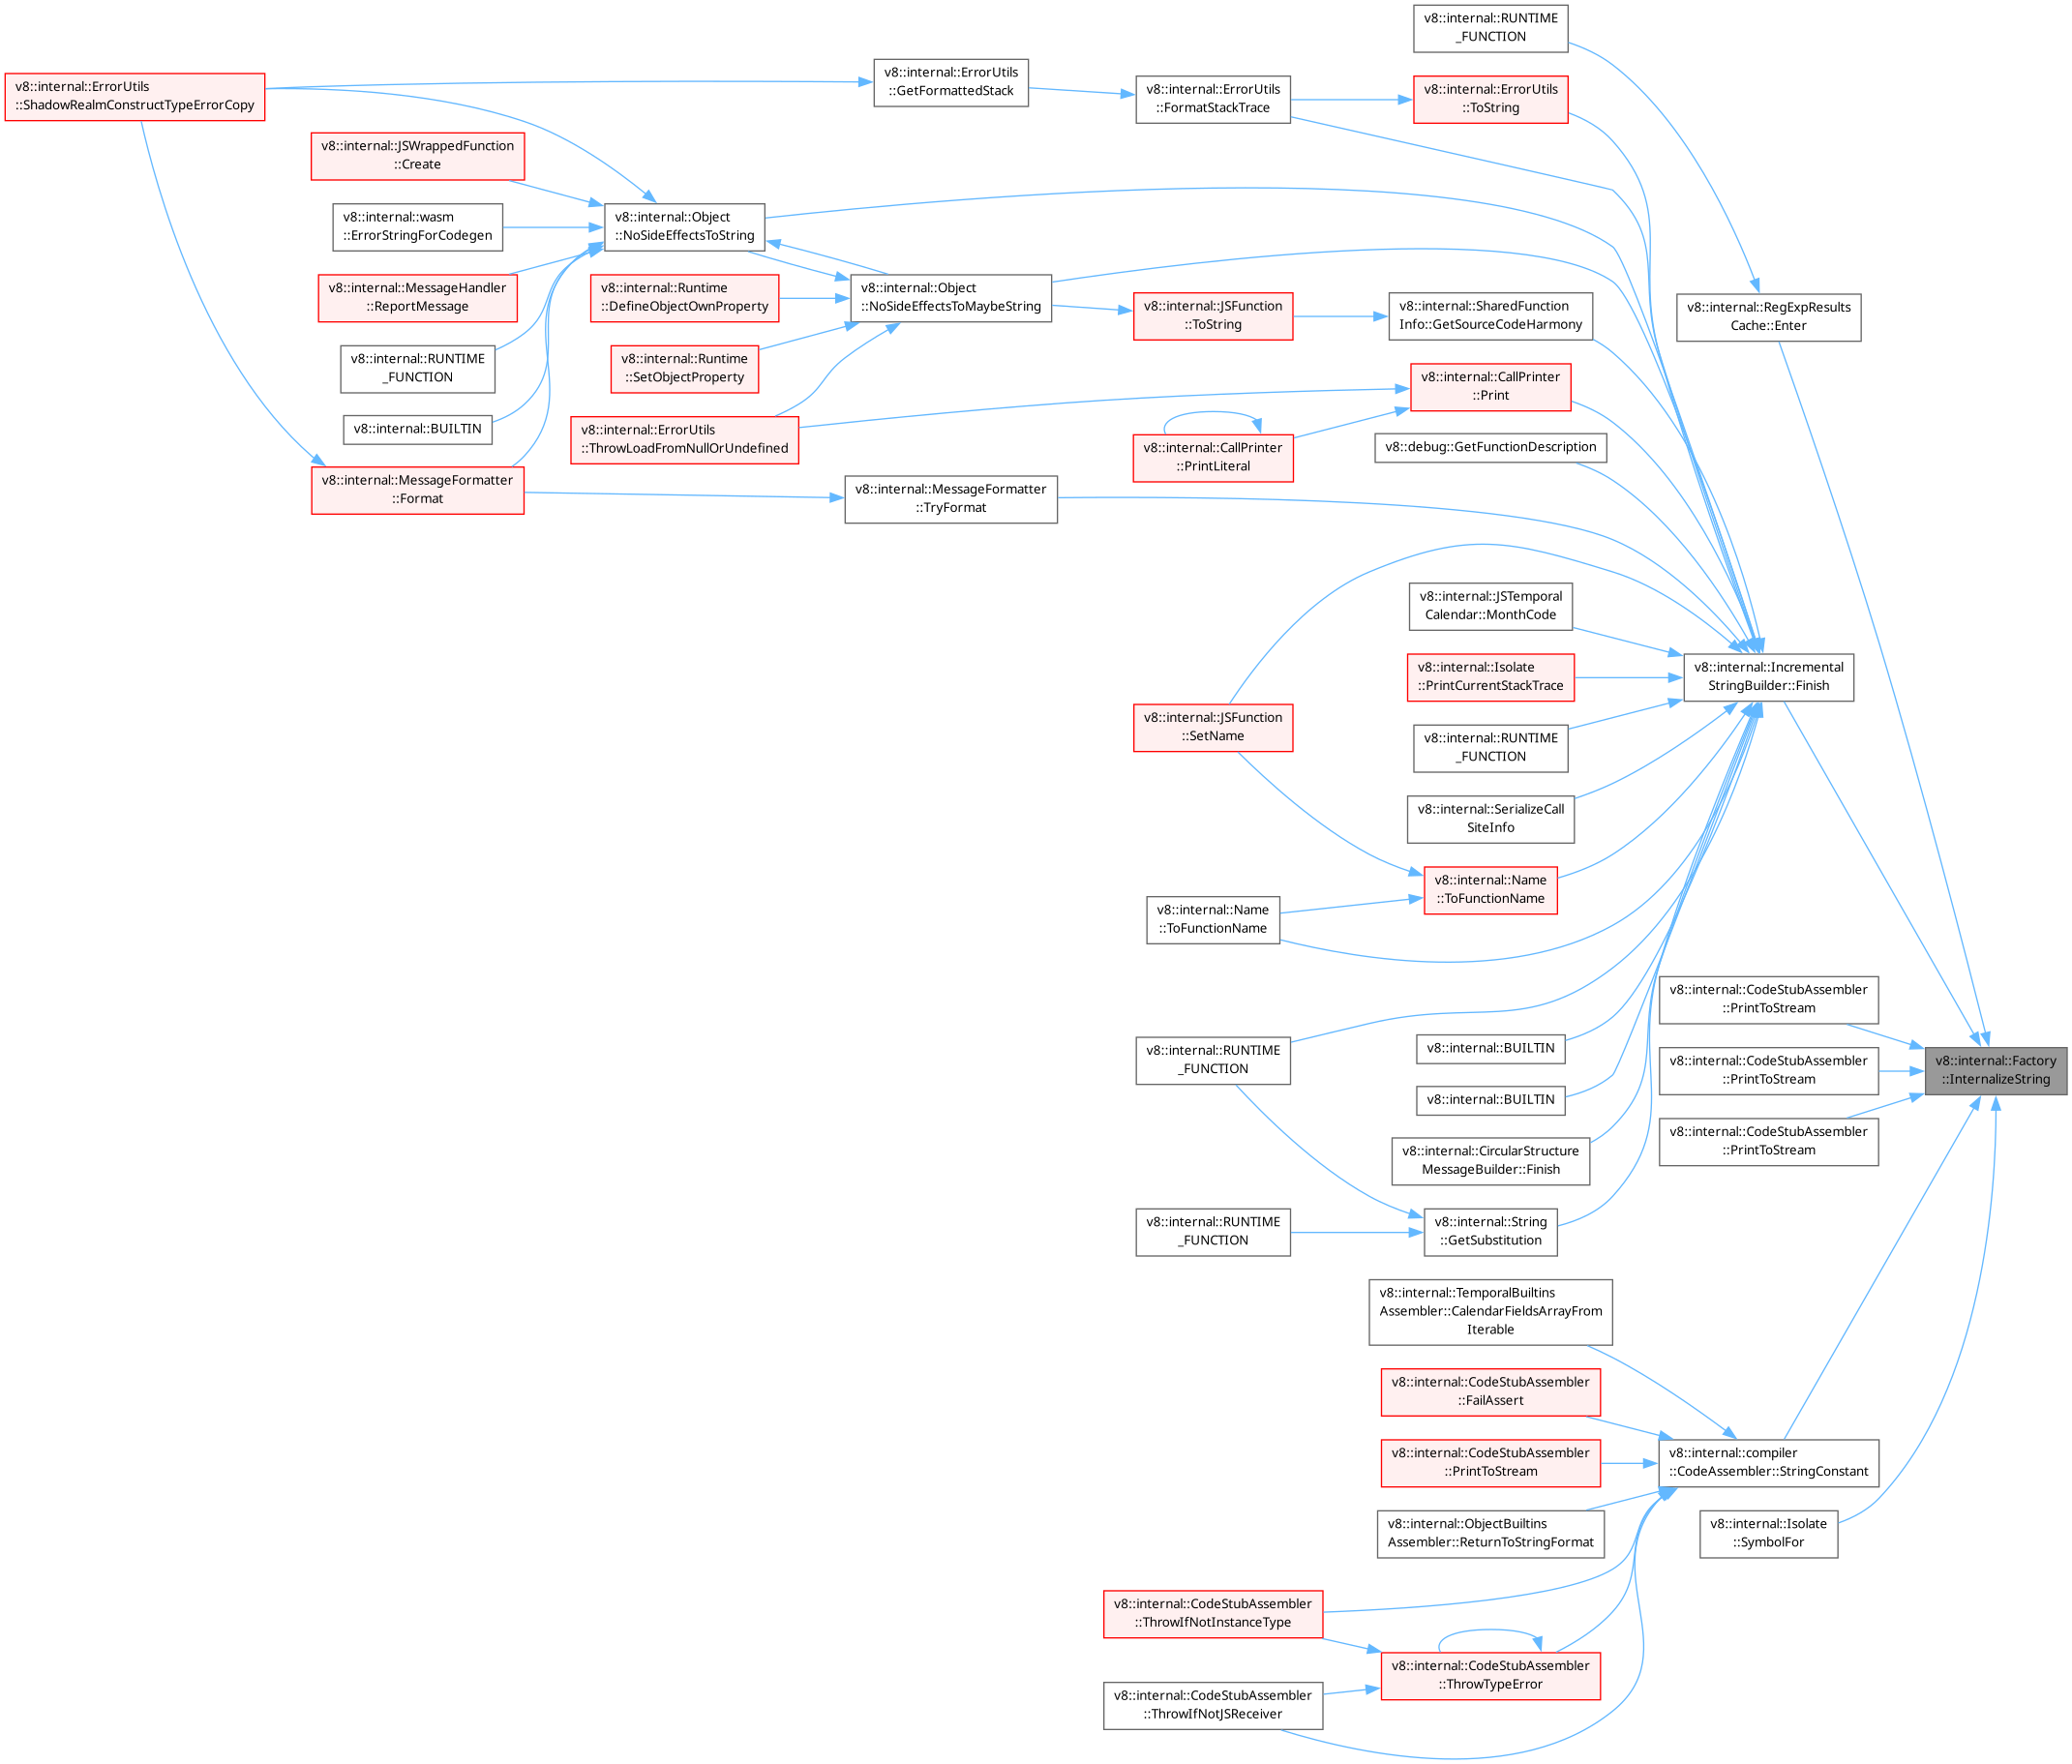 v8::internal::RUNTIME
_FUNCTION
v8::internal::ErrorUtils
::ShadowRealmConstructTypeErrorCopy
v8::internal::ErrorUtils
::GetFormattedStack
v8::internal::ErrorUtils
::FormatStackTrace
v8::internal::ErrorUtils
::ToString
v8::internal::JSWrappedFunction
::Create
v8::internal::wasm
::ErrorStringForCodegen
v8::internal::Object
::NoSideEffectsToString
v8::internal::MessageHandler
::ReportMessage
v8::internal::Runtime
::DefineObjectOwnProperty
v8::internal::Object
::NoSideEffectsToMaybeString
v8::internal::JSFunction
::ToString
v8::internal::SharedFunction
Info::GetSourceCodeHarmony
v8::internal::RegExpResults
Cache::Enter
v8::internal::RUNTIME
_FUNCTION
v8::internal::Runtime
::SetObjectProperty
v8::internal::CallPrinter
::Print
v8::internal::BUILTIN
v8::internal::ErrorUtils
::ThrowLoadFromNullOrUndefined
v8::internal::CallPrinter
::PrintLiteral
v8::debug::GetFunctionDescription
v8::internal::MessageFormatter
::Format
v8::internal::MessageFormatter
::TryFormat
v8::internal::JSTemporal
Calendar::MonthCode
v8::internal::Isolate
::PrintCurrentStackTrace
v8::internal::Incremental
StringBuilder::Finish
v8::internal::JSFunction
::SetName
v8::internal::RUNTIME
_FUNCTION
v8::internal::SerializeCall
SiteInfo
v8::internal::Name
::ToFunctionName
v8::internal::Name
::ToFunctionName
v8::internal::CodeStubAssembler
::PrintToStream
v8::internal::RUNTIME
_FUNCTION
v8::internal::BUILTIN
v8::internal::CodeStubAssembler
::PrintToStream
v8::internal::Factory
::InternalizeString
v8::internal::BUILTIN
v8::internal::CodeStubAssembler
::PrintToStream
v8::internal::CircularStructure
MessageBuilder::Finish
v8::internal::RUNTIME
_FUNCTION
v8::internal::String
::GetSubstitution
v8::internal::TemporalBuiltins
Assembler::CalendarFieldsArrayFrom
Iterable
v8::internal::CodeStubAssembler
::FailAssert
v8::internal::CodeStubAssembler
::PrintToStream
v8::internal::compiler
::CodeAssembler::StringConstant
v8::internal::ObjectBuiltins
Assembler::ReturnToStringFormat
v8::internal::Isolate
::SymbolFor
v8::internal::CodeStubAssembler
::ThrowIfNotInstanceType
v8::internal::CodeStubAssembler
::ThrowTypeError
v8::internal::CodeStubAssembler
::ThrowIfNotJSReceiver